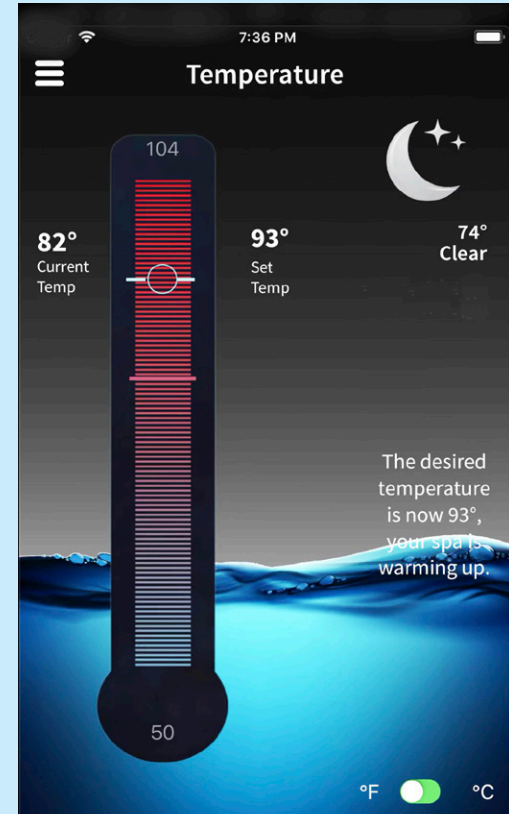 7:36 PM
Temperature
104
82°
Current
Temp
93°
Set
Temp
74°
Clear
The desired
temperature
is now 93°,
your spa is
warming up.
50
°F °C